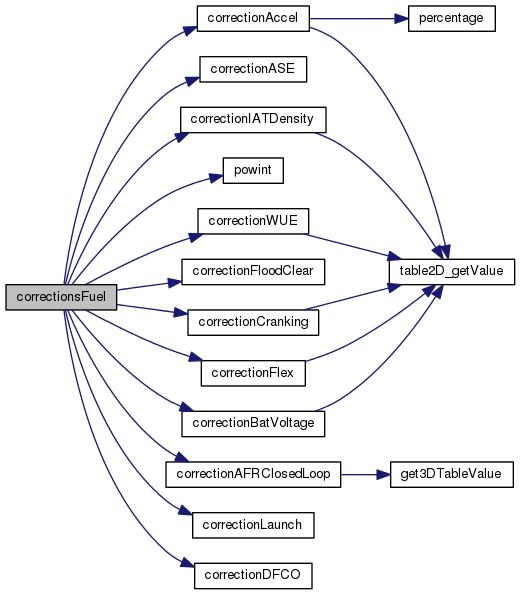 correctionAccel
percentage
correctionASE
correctionIATDensity
powint
correctionWUE
correctionFloodClear
table2D_getValue
correctionsFuel
correctionCranking
correctionFlex
correctionBatVoltage
correctionAFRClosedLoop
get3DTableValue
correctionLaunch
correctionDFCO